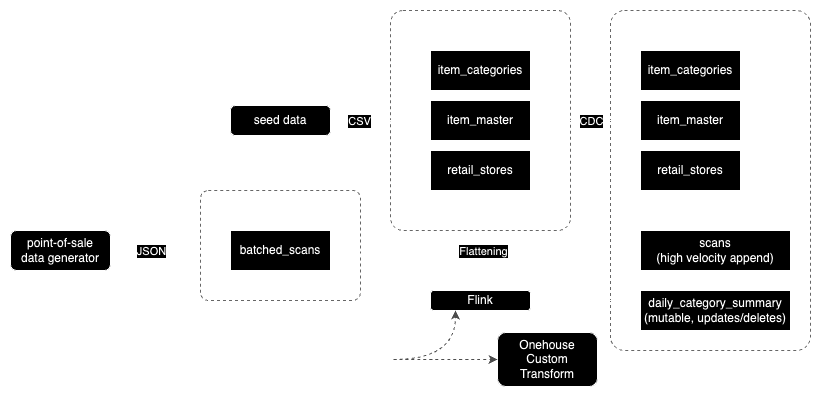 item_categories
item_master
retail_stores
seed data
CSV
CDC
item_categories
item_master
retail_stores
point-of-sale
data generator
JSON
batched_scans
Flattening
scans
(high velocity append)
Flink
daily_category_summary
(mutable, updates/deletes)
Onehouse
Custom
Transform